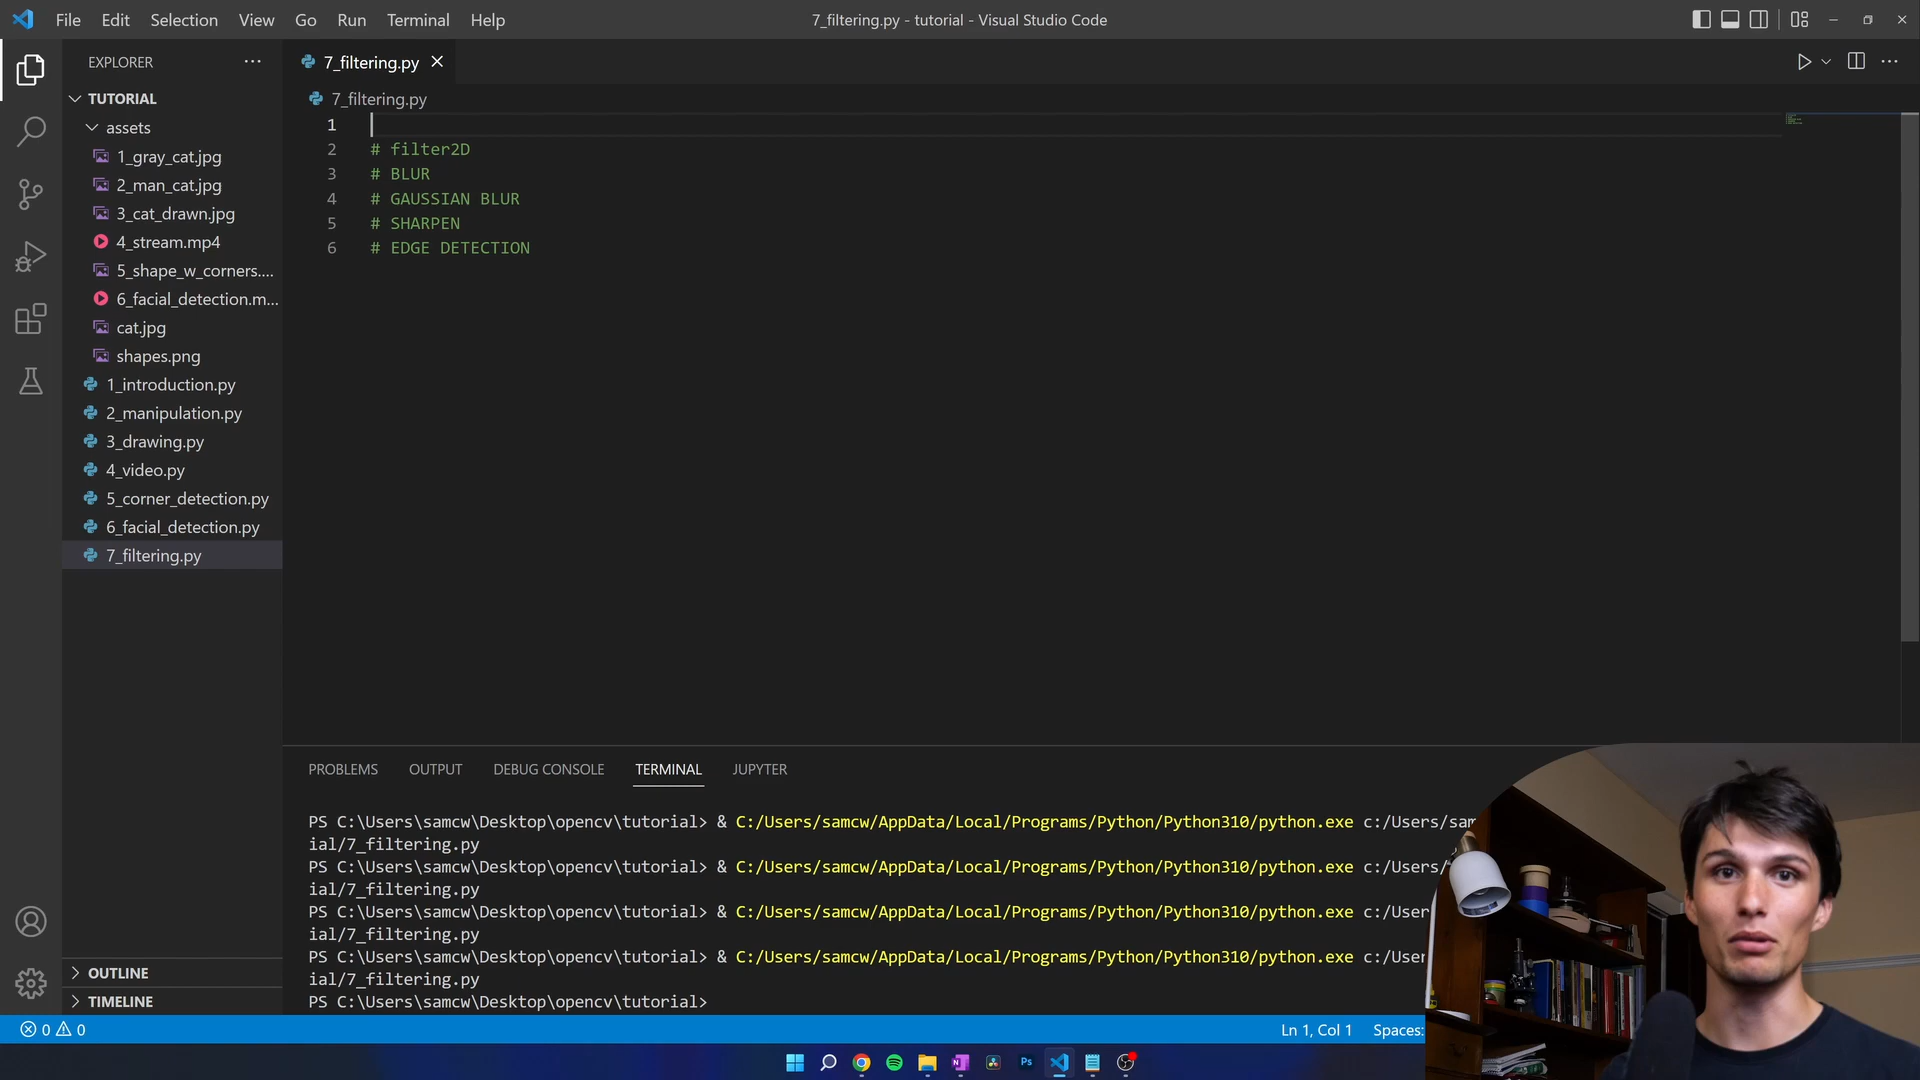 File Edit Selection View Go Run Terminal Help
7_filtering.py - tutorial - Visual Studio Code
EXPLORER
TUTORIAL
assets
1_gray_cat.jpg
2_man_cat.jpg
3_cat_drawn.jpg
4_stream.mp4
5_shape_w_corners....
6_facial_detection.m...
cat.jpg
shapes.png
1_introduction.py
2_manipulation.py
3_drawing.py
4_video.py
5_corner_detection.py
6_facial_detection.py
7_filtering.py
OUTLINE
TIMELINE
7_filtering.py
7_filtering.py
1
2 # filter2D
3 # BLUR
4 # GAUSSIAN BLUR
5 # SHARPEN
6 # EDGE DETECTION
PROBLEMS OUTPUT DEBUG CONSOLE TERMINAL JUPYTER
PS C:\Users\samcw\Desktop\opencv\tutorial> & C:/Users/samcw/AppData/Local/Programs/Python/Python310/python.exe c:/Users/sam
ial/7_filtering.py
PS C:\Users\samcw\Desktop\opencv\tutorial> & C:/Users/samcw/AppData/Local/Programs/Python/Python310/python.exe c:/Users/
ial/7_filtering.py
PS C:\Users\samcw\Desktop\opencv\tutorial> & C:/Users/samcw/AppData/Local/Programs/Python/Python310/python.exe c:/User
ial/7_filtering.py
PS C:\Users\samcw\Desktop\opencv\tutorial> & C:/Users/samcw/AppData/Local/Programs/Python/Python310/python.exe c:/User
ial/7_filtering.py
PS C:\Users\samcw\Desktop\opencv\tutorial>
0 0
Ln 1, Col 1 Spaces:
Ps